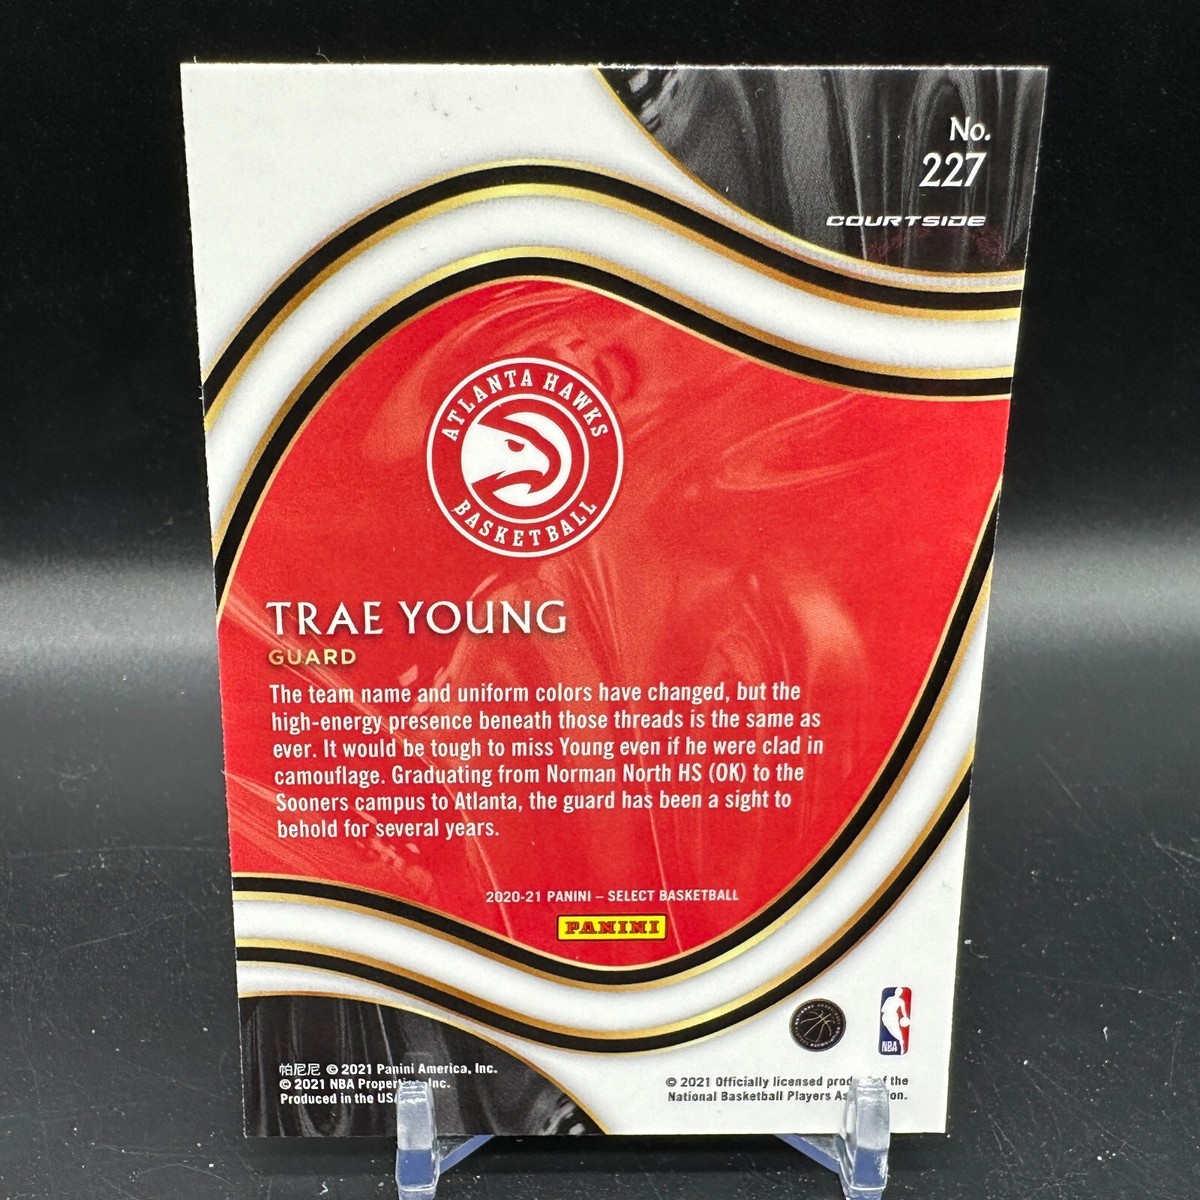 No.
227
COURTSIDE
ATLANTA HAWKS
BASKETBALL
TRAE YOUNG
GUARD
The team name and uniform colors have changed, but the
high-energy presence beneath those threads is the same as
ever. It would be tough to miss Young even if he were clad in
camouflage. Graduating from Norman North HS (OK) to the
Sooners campus to Atlanta, the guard has been a sight to
behold for several years.
2020-21 PANINI – SELECT BASKETBALL
PANINI
NBA
帕尼尼 © 2021 Panini America, Inc.
© 2021 NBA Inc.
Produced in the
© 2021 Officially licensed of the
National Basketball Players